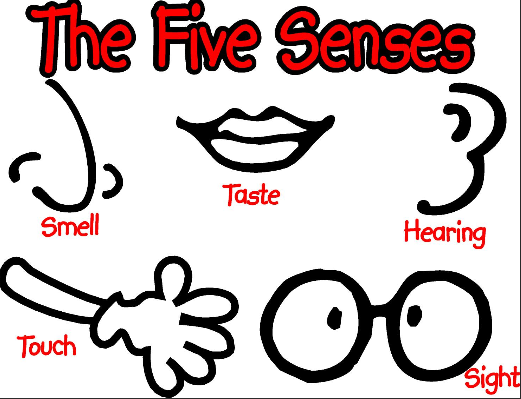 The Five Senses
Smell
Taste
Hearing
Touch
Sight